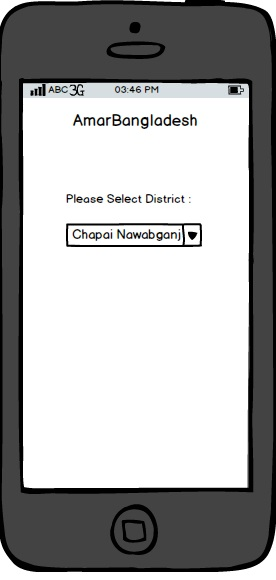 ABC 3G 03:46 PM
AmarBangladesh
Please Select District :
Chapai Nawabganj